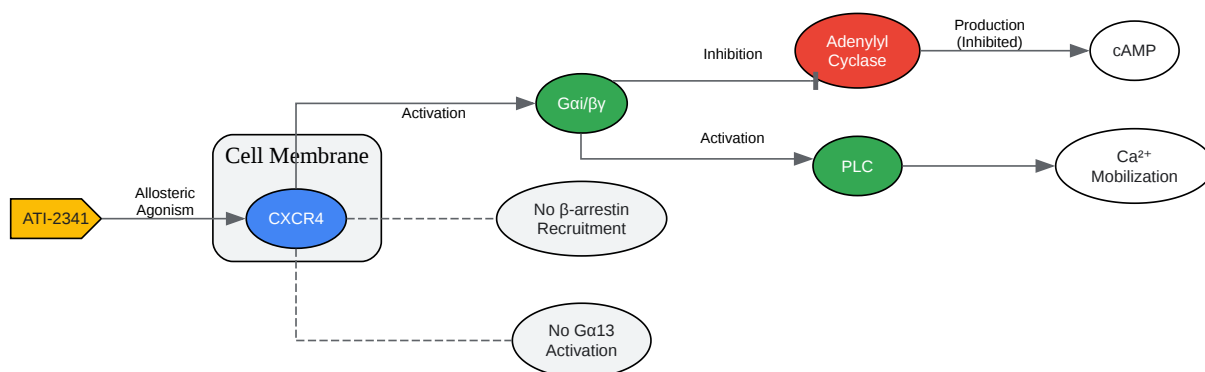 Production
(Inhibited)
Adenylyl
Cyclase
cAMP
Inhibition
Gαi/βγ
Activation
Activation
PLC
Ca²⁺
Mobilization
Cell Membrane
Allosteric
Agonism
ATI-2341
CXCR4
No β-arrestin
Recruitment
No Gα13
Activation